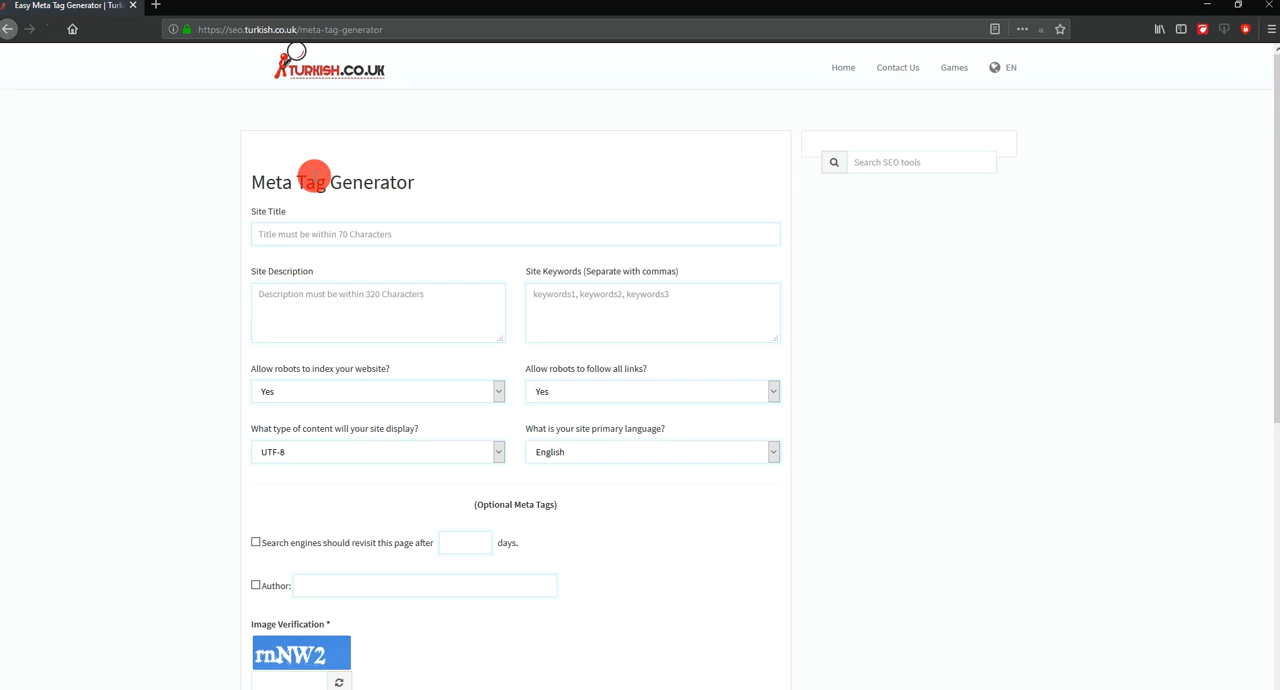 Easy Meta Tag Generator | Turk
https://seo.turkish.co.uk/meta-tag-generator
TURKISH.CO.UK
Home
Contact Us
Games
EN
Search SEO tools
Meta Tag Generator
Site Title
Title must be within 70 Characters
Site Description
Site Keywords (Separate with commas)
Description must be within 320 Characters
keywords1, keywords2, keywords3
Allow robots to index your website?
Allow robots to follow all links?
Yes
Yes
What type of content will your site display?
What is your site primary language?
UTF-8
English
(Optional Meta Tags)
Search engines should revisit this page after
days.
Author:
Image Verification *
rnNW2